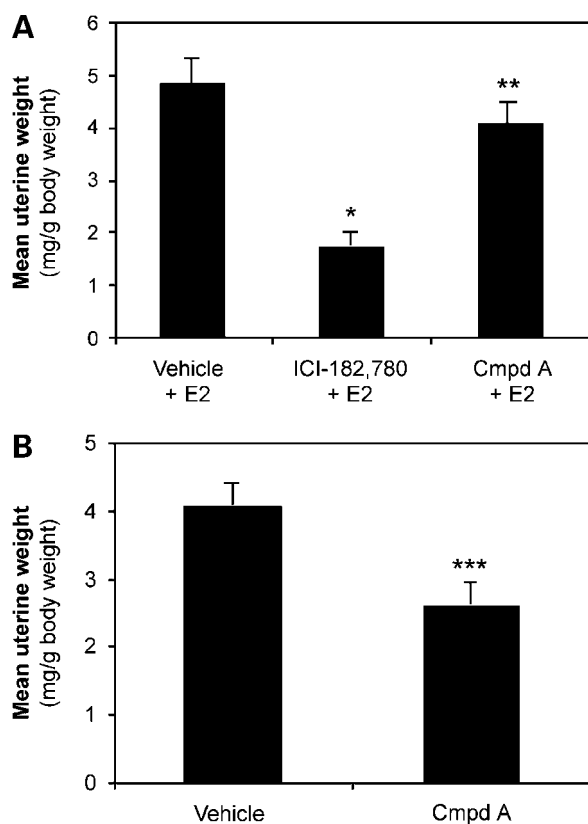 A
Mean uterine weight
(mg/g body weight)
6
5
4
3
2
1
0
*
**
Vehicle
+ E2
ICI-182,780
+ E2
Cmpd A
+ E2
B
Mean uterine weight
(mg/g body weight)
5
4
3
2
1
0
***
Vehicle
Cmpd A